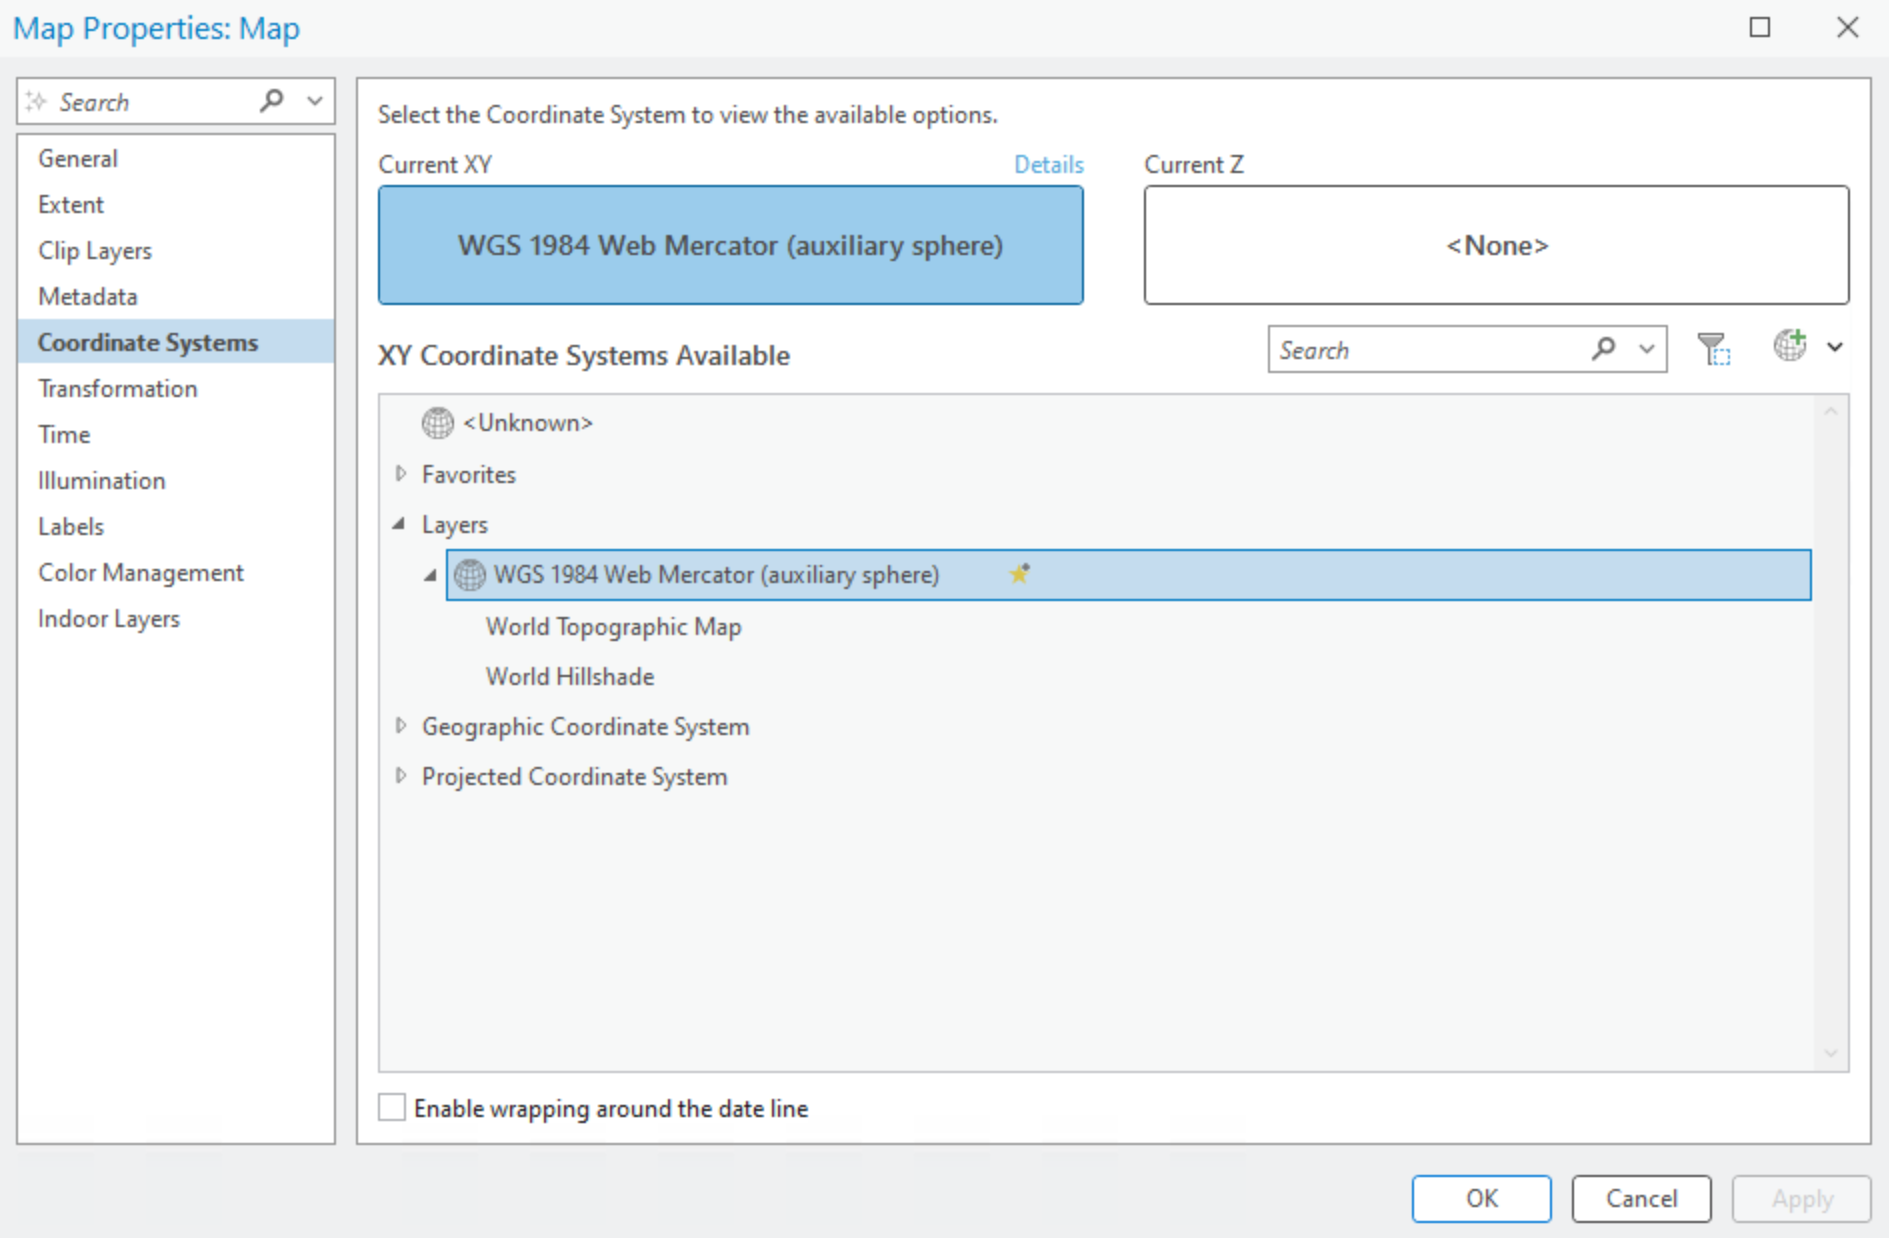 Map Properties: Map
Search
General
Extent
Clip Layers
Metadata
Coordinate Systems
Transformation
Time
Illumination
Labels
Color Management
Indoor Layers
Select the Coordinate System to view the available options.
Current XY
Details
Current Z
WGS 1984 Web Mercator (auxiliary sphere)
<None>
XY Coordinate Systems Available
Search
<Unknown>
Favorites
Layers
WGS 1984 Web Mercator (auxiliary sphere)
World Topographic Map
World Hillshade
Geographic Coordinate System
Projected Coordinate System
Enable wrapping around the date line
OK
Cancel
Apply